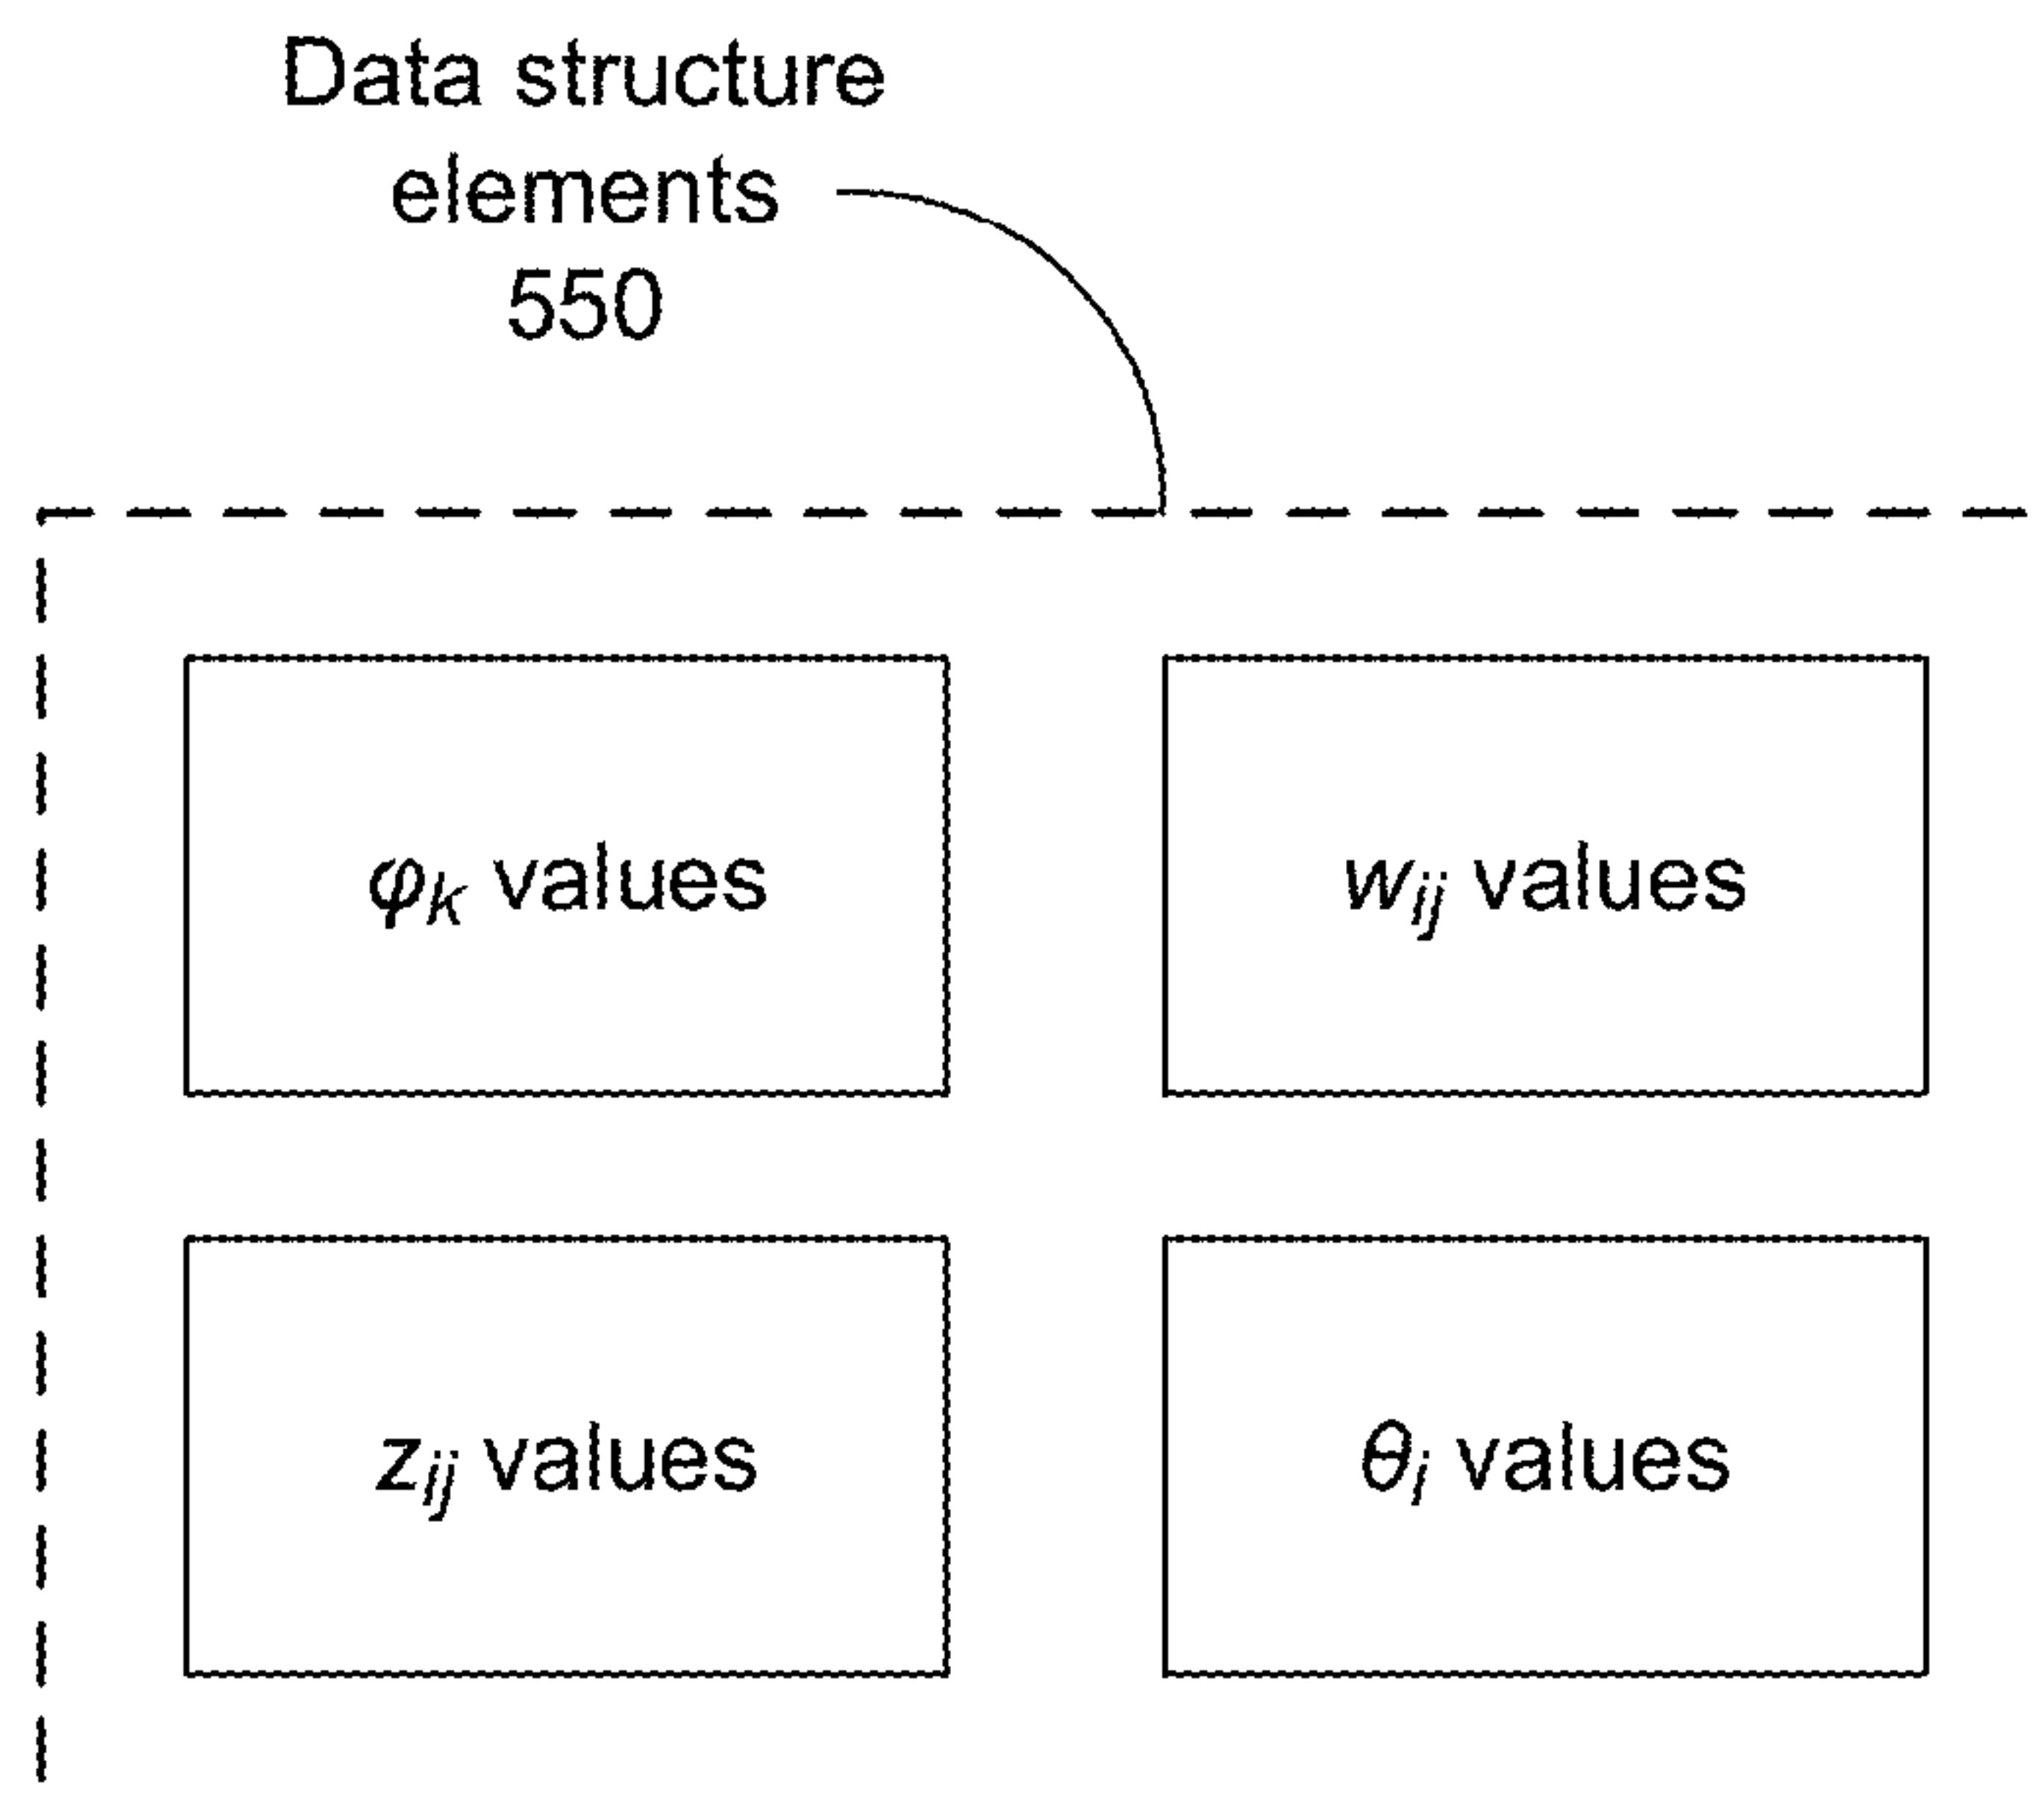 Data structure
elements
550
φk values
wij values
zij values
θi values